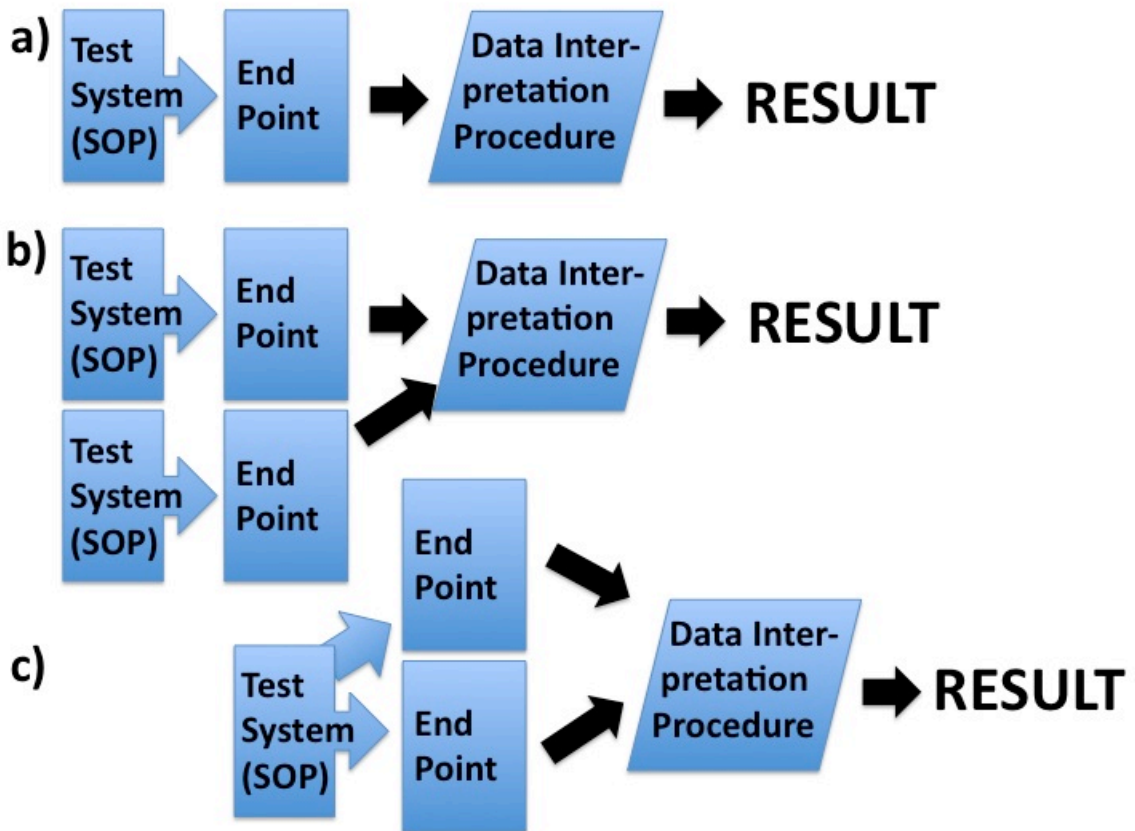 a)
Test
System
(SOP)
End
Point
Data Inter-
pretation
Procedure
RESULT
b)
Test
System
(SOP)
End
Point
Data Inter-
pretation
Procedure
RESULT
Test
System
(SOP)
End
Point
c)
Test
System
(SOP)
End
Point
End
Point
Data Inter-
pretation
Procedure
RESULT